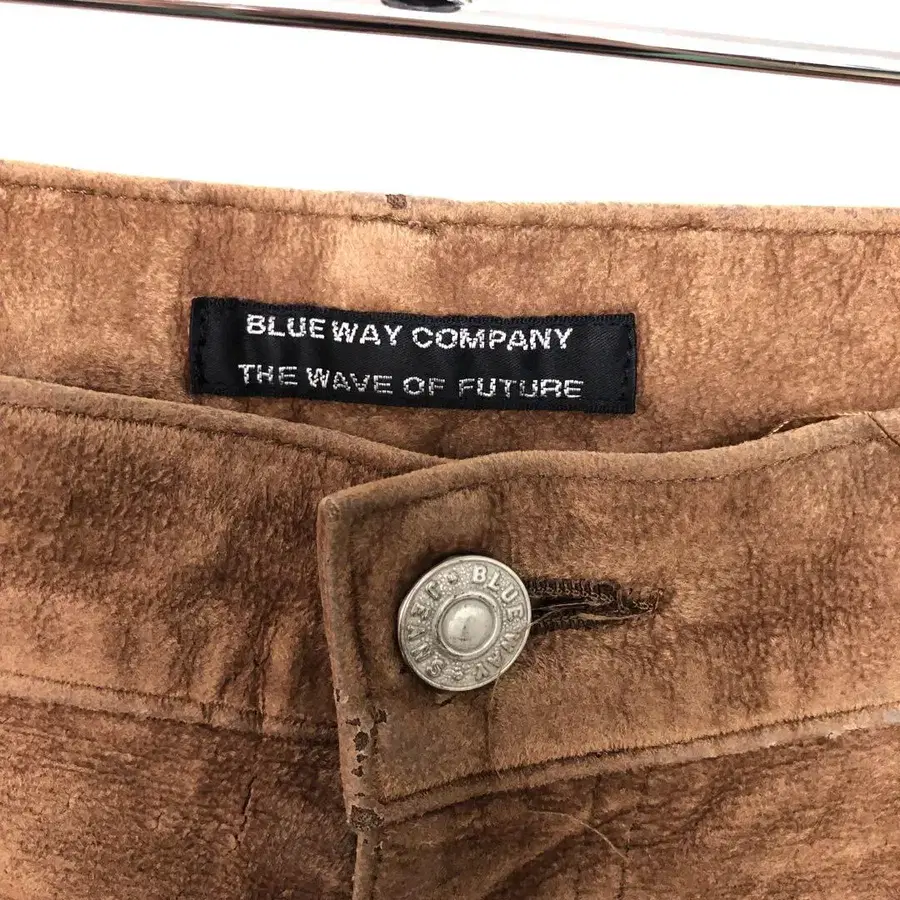 BLUE WAY COMPANY
THE WAVE OF FUTURE
BLUE WAY JEANS